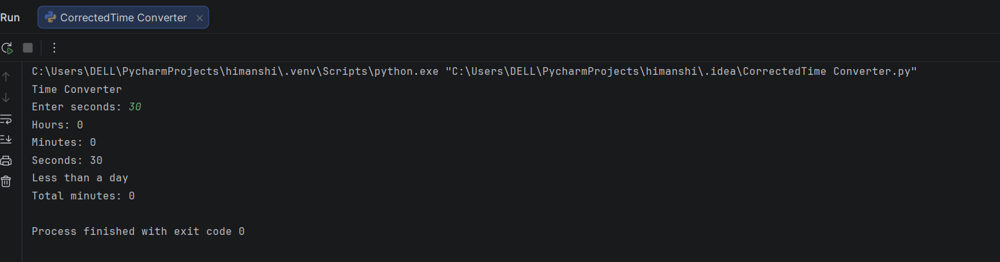 Run CorrectedTime Converter
C:\Users\DELL\PycharmProjects\himanshi\.venv\Scripts\python.exe "C:\Users\DELL\PycharmProjects\himanshi\.idea\CorrectedTime Converter.py"
Time Converter
Enter seconds: 30
Hours: 0
Minutes: 0
Seconds: 30
Less than a day
Total minutes: 0
Process finished with exit code 0